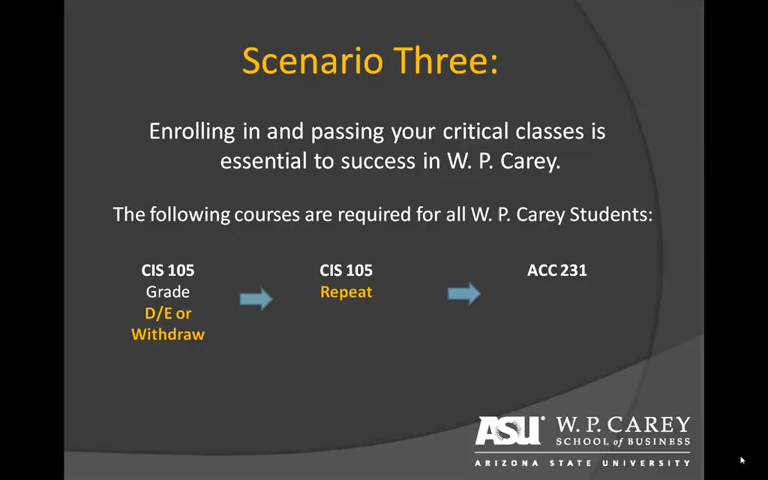 Scenario Three:
Enrolling in and passing your critical classes is
essential to success in W. P. Carey.
The following courses are required for all W. P. Carey Students:
CIS 105
Grade
D/E or
Withdraw
CIS 105
Repeat
ACC 231
ASU W. P. CAREY
SCHOOL of BUSINESS
ARIZONA STATE UNIVERSITY